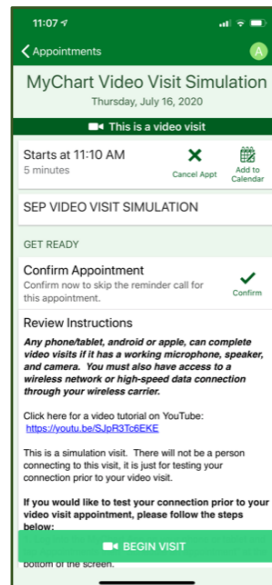 11:07
Appointments
A
MyChart Video Visit Simulation
Thursday, July 16, 2020
This is a video visit
Starts at 11:10 AM
5 minutes
Cancel Appt
Add to
Calendar
SEP VIDEO VISIT SIMULATION
GET READY
Confirm Appointment
Confirm now to skip the reminder call for
this appointment.
Confirm
Review Instructions
Any phone/tablet, android or apple, can complete
video visits if it has a working microphone, speaker,
and camera. You must also have access to a
wireless network or high-speed data connection
through your wireless carrier.
Click here for a video tutorial on YouTube:
https://youtu.be/SJpR3Tc6EKE
This is a simulation visit. There will not be a person
connecting to this visit, it is just for testing your
connection prior to your video visit.
If you would like to test your connection prior to your
video visit appointment, please follow the steps
below:
BEGIN VISIT
bottom of the screen.